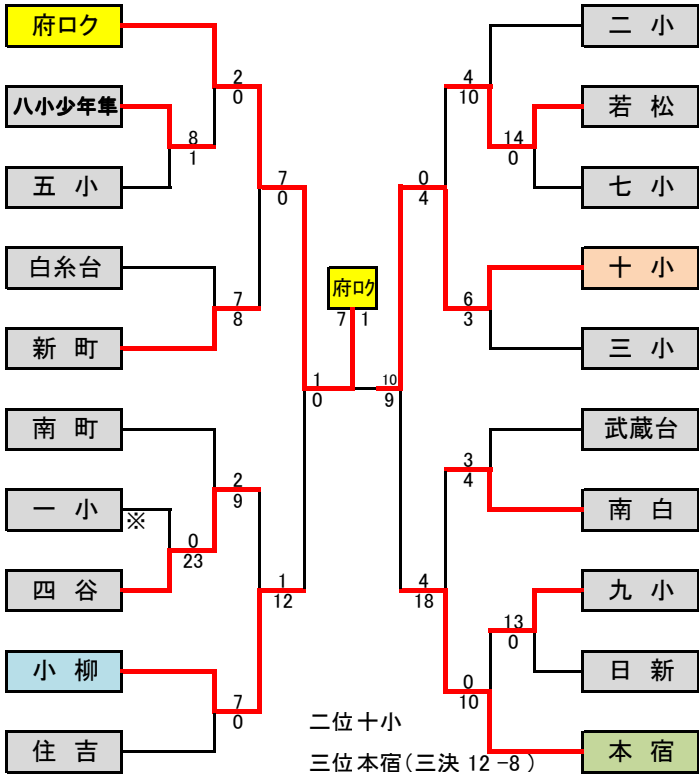 府ロク
二 小
2
0
4
10
八小少年隼
若 松
8
1
14
0
五 小
七 小
7
0
0
4
白糸台
十 小
府ロク
7 1
7
8
6
3
新 町
三 小
1
0
10
9
南 町
武蔵台
2
9
3
4
一 小
※
南 白
0
23
四 谷
九 小
1
12
4
18
13
0
小 柳
日 新
7
0
0
10
二位 十小
住 吉
本 宿
三位 本宿(三決 12 -8 )